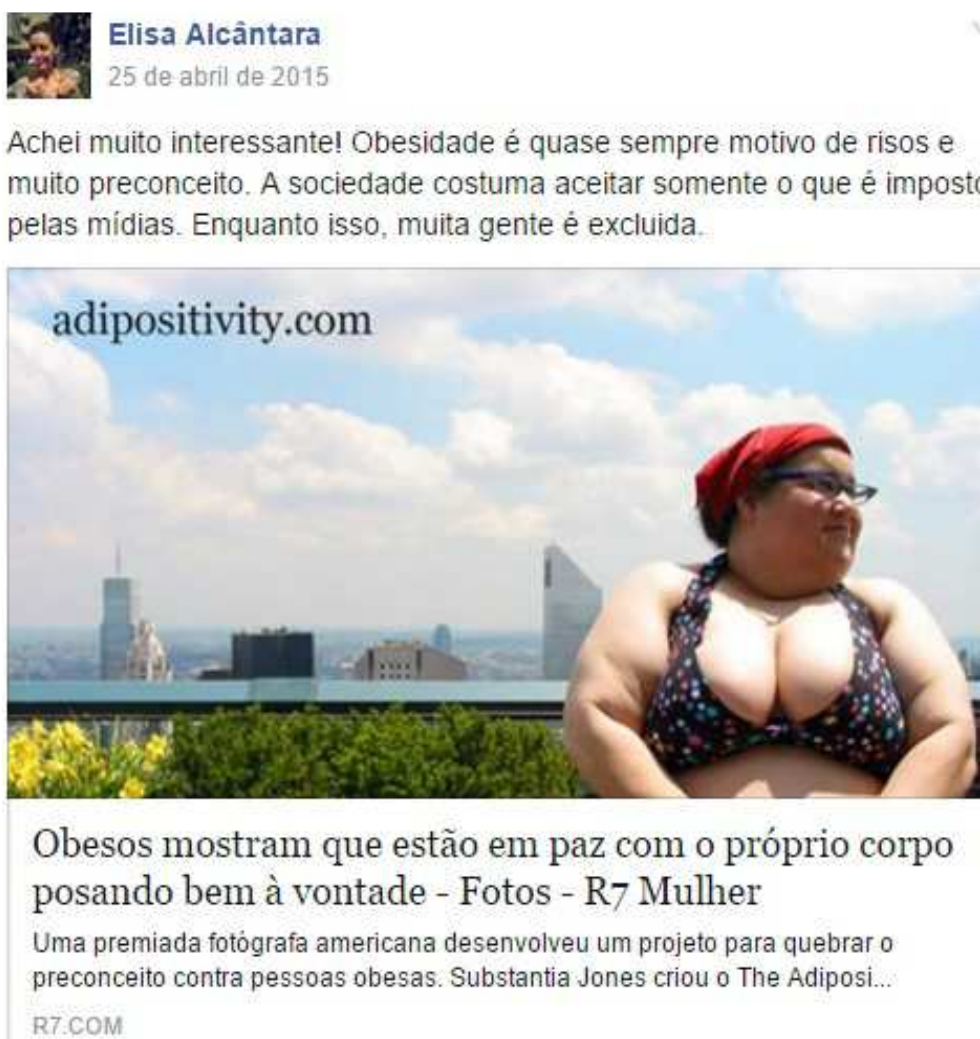 Elisa Alcântara
25 de abril de 2015
Achei muito interessante! Obesidade é quase sempre motivo de risos e
muito preconceito. A sociedade costuma aceitar somente o que é imposto
pelas mídias. Enquanto isso, muita gente é excluida.
adipositivity.com
Obesos mostram que estão em paz com o próprio corpo
posando bem à vontade - Fotos - R7 Mulher
Uma premiada fotógrafa americana desenvolveu um projeto para quebrar o
preconceito contra pessoas obesas. Substantia Jones criou o The Adiposi...
R7.COM